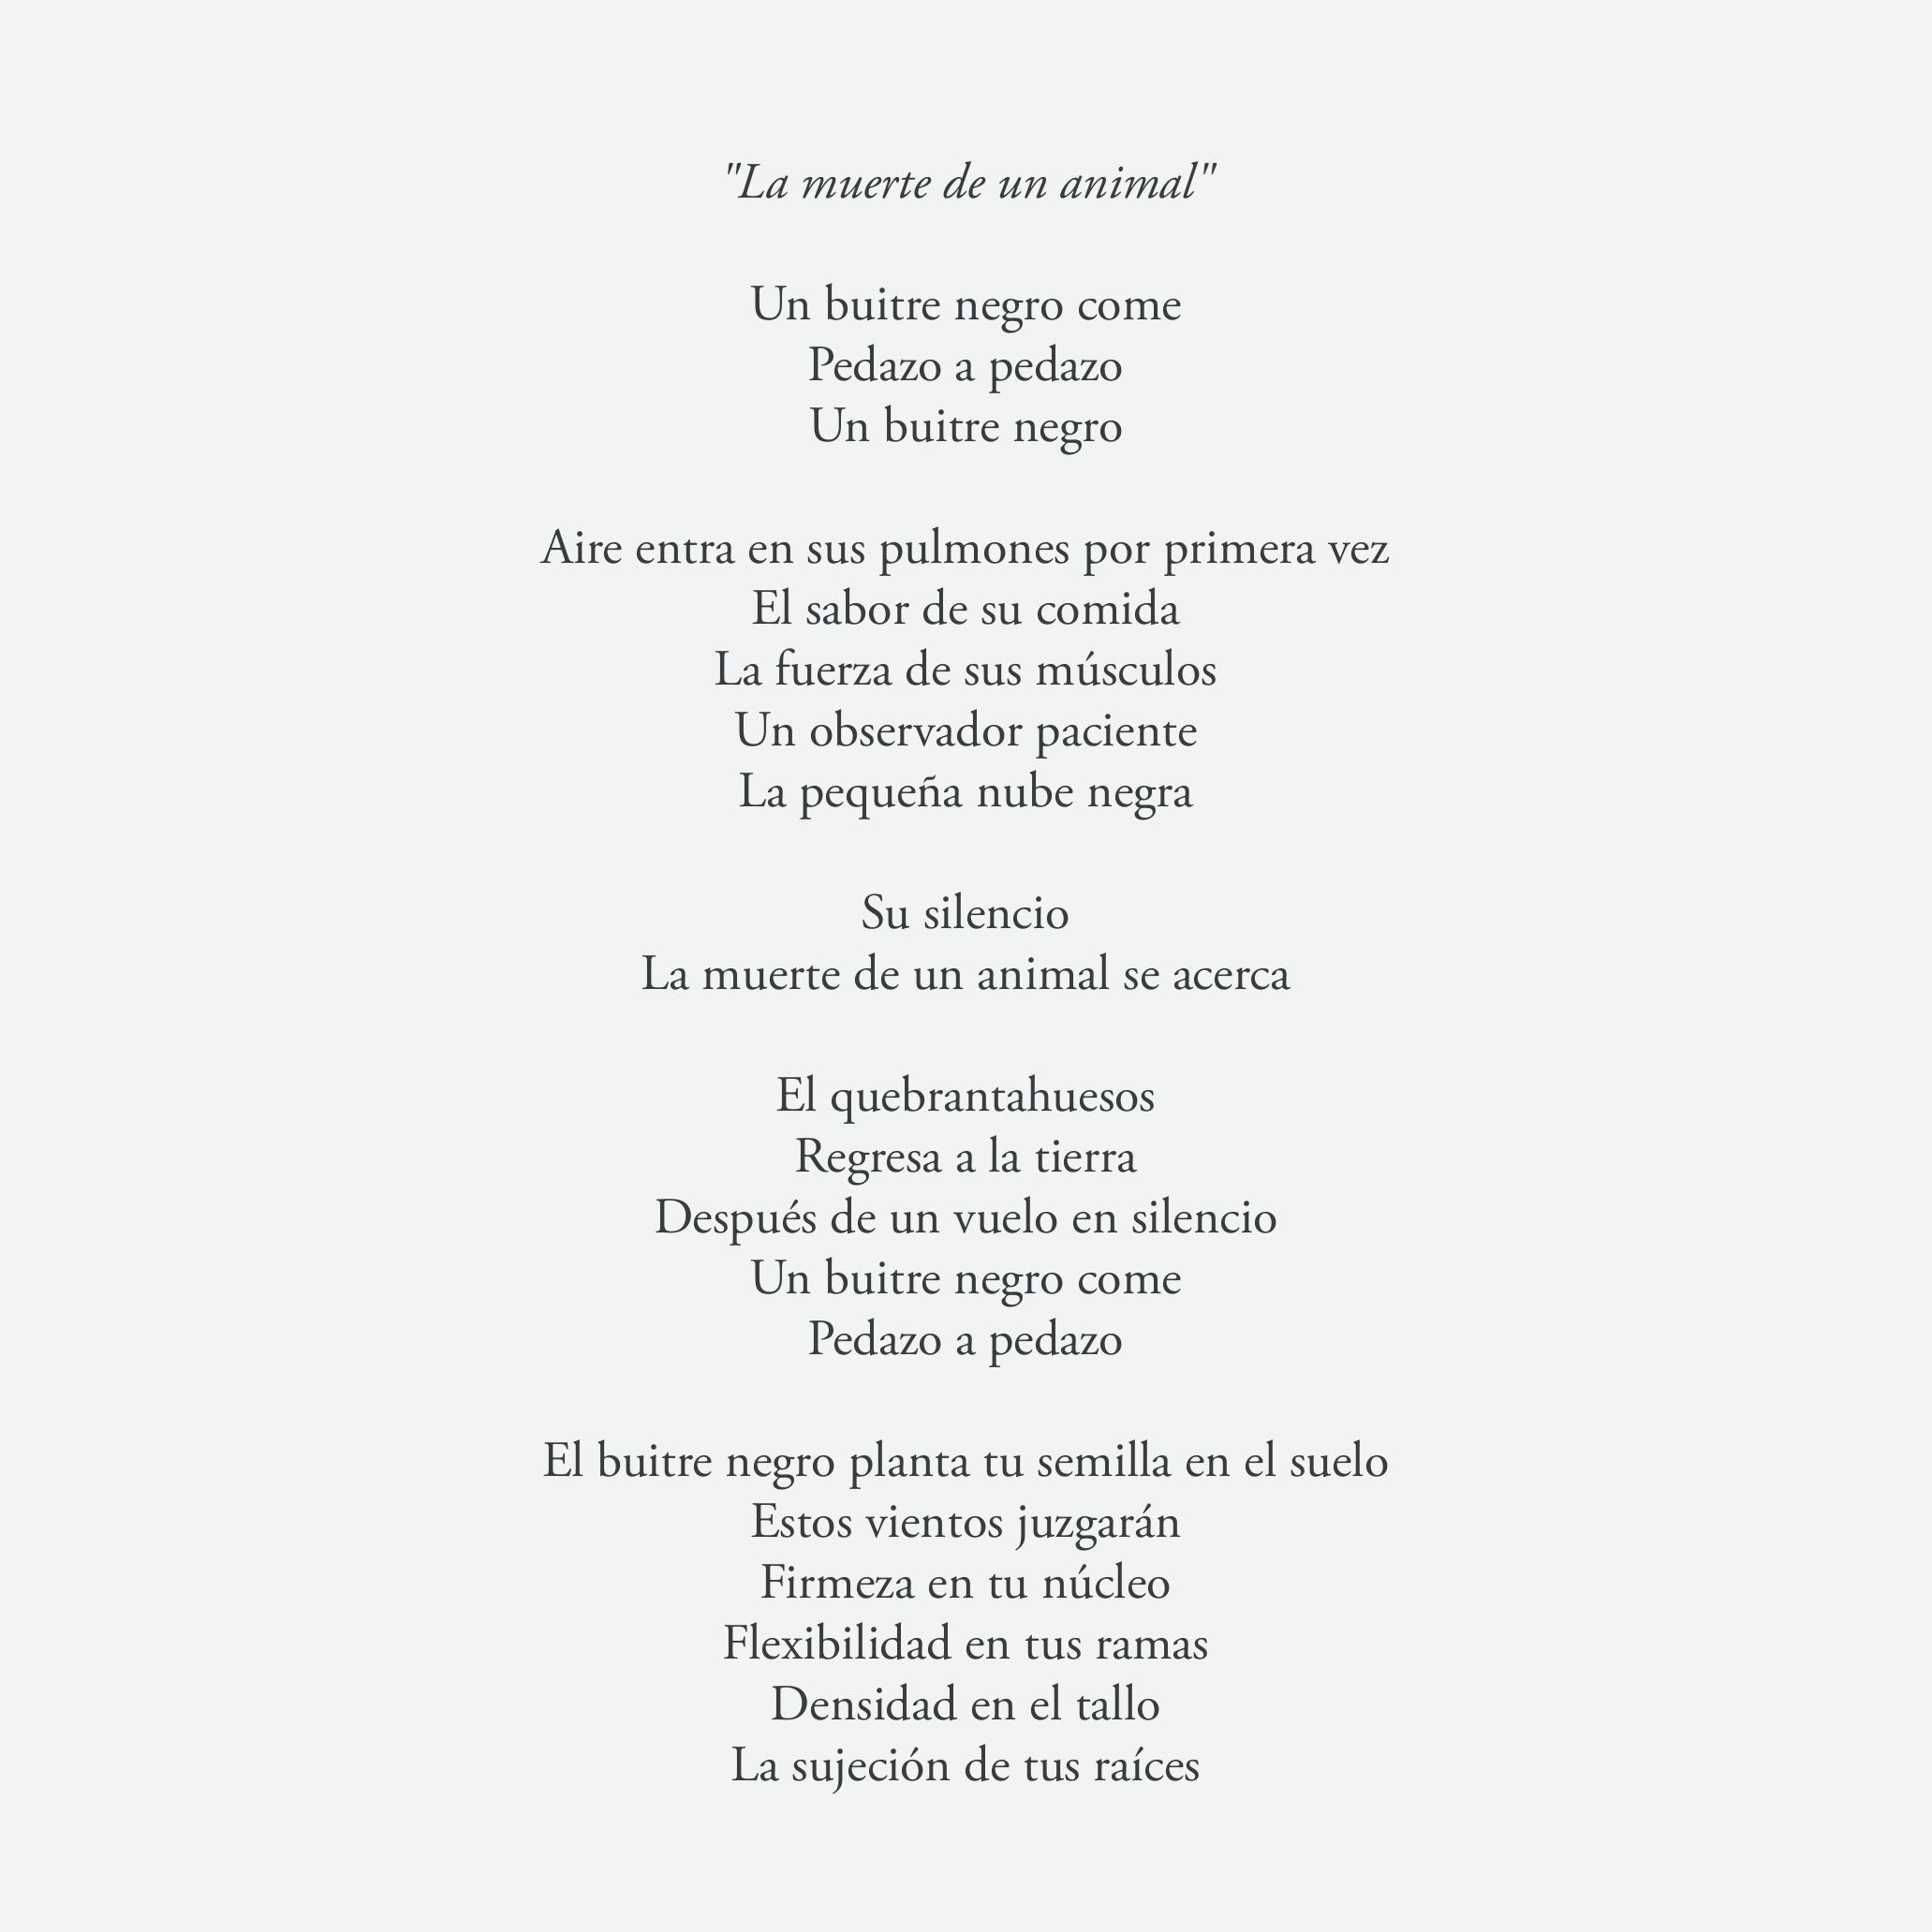 "La muerte de un animal"
Un buitre negro come
Pedazo a pedazo
Un buitre negro
Aire entra en sus pulmones por primera vez
El sabor de su comida
La fuerza de sus músculos
Un observador paciente
La pequeña nube negra
Su silencio
La muerte de un animal se acerca
El quebrantahuesos
Regresa a la tierra
Después de un vuelo en silencio
Un buitre negro come
Pedazo a pedazo
El buitre negro planta tu semilla en el suelo
Estos vientos juzgarán
Firmeza en tu núcleo
Flexibilidad en tus ramas
Densidad en el tallo
La sujeción de tus raíces